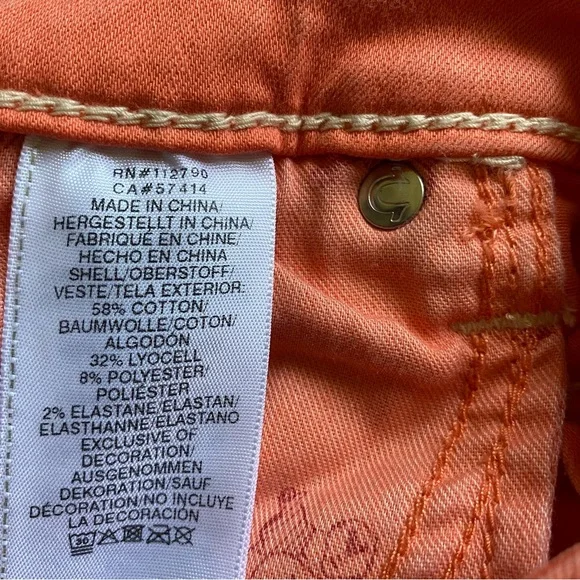 RN#112790
CA#57414
MADE IN CHINA/
HERGESTELLT IN CHINA/
FABRIQUÉ EN CHINE/
HECHO EN CHINA
SHELL/OBERSTOFF/
VESTE/TELA EXTERIOR:
58% COTTON/
BAUMWOLLE/COTON/
ALGODÓN
32% LYOCELL
8% POLYESTER/
POLIÉSTER
2% ELASTANE/ELASTAN/
ELASTHANNE/ELASTANO
EXCLUSIVE OF
DECORATION/
AUSGENOMMEN
DEKORATION/SAUF
DÉCORATION/NO INCLUYE
LA DECORACIÓN
30